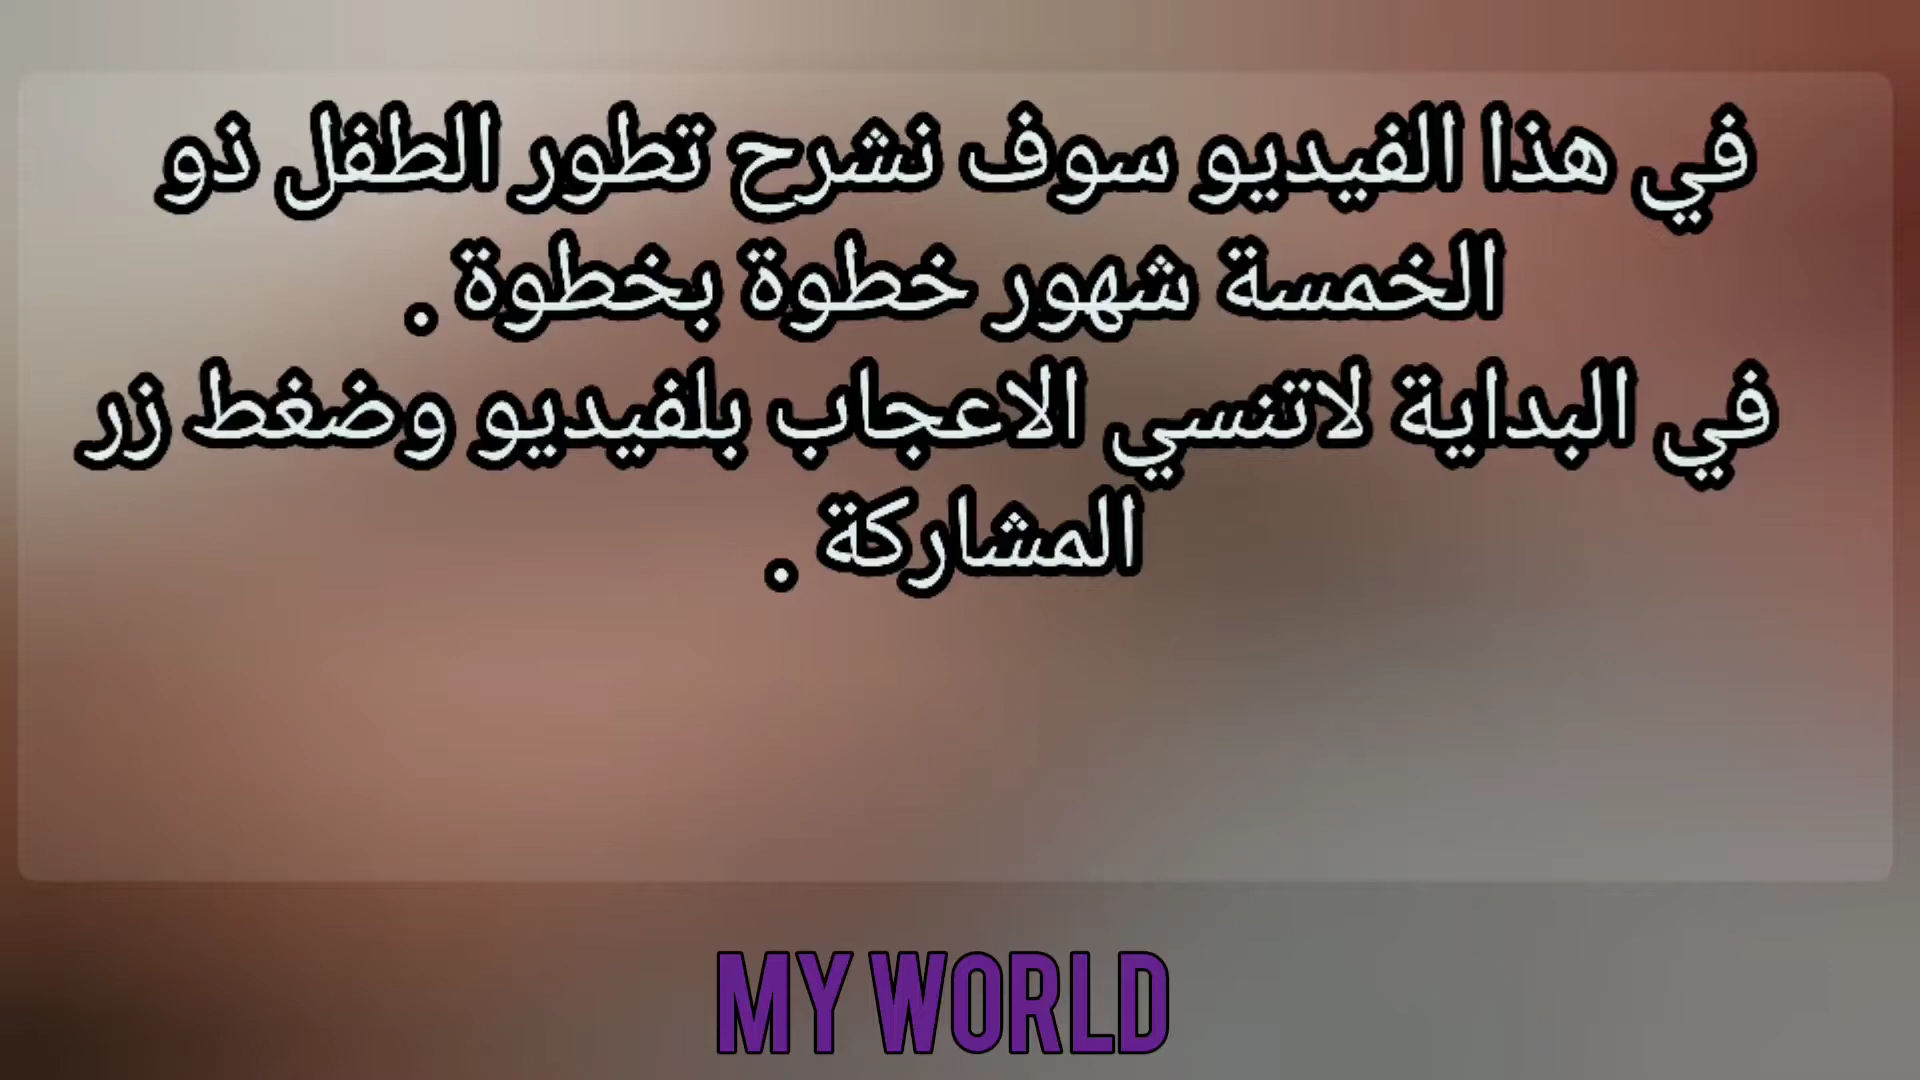 في هذا الفيديو سوف نشرح تطور الطفل ذو
الخمسة شهور خطوة بخطوة .
في البداية لاتنسي الاعجاب بلفيديو وضغط زر
المشاركة .
MY WORLD